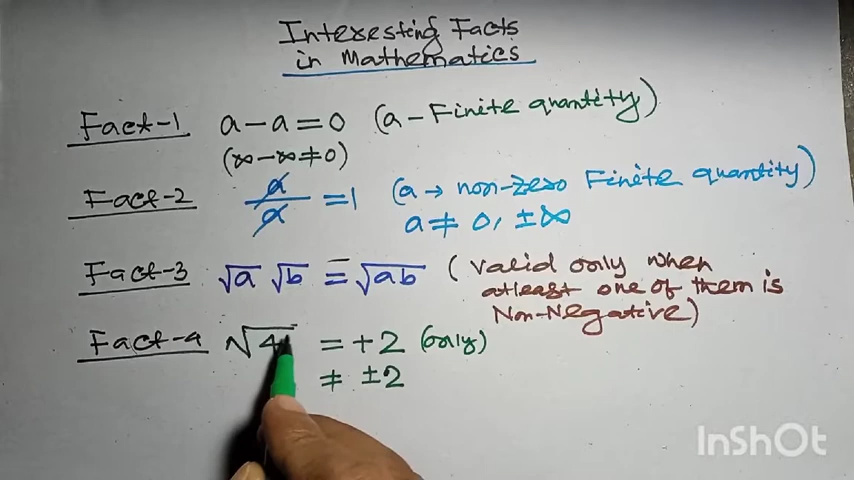 Interesting Facts
in Mathematics
Fact-1 a-a=0 (a-Finite quantity)
(∞-∞≠0)
Fact-2 a/a =1 (a→ non-zero Finite quantity)
a≠0, ±∞
Fact-3 √a √b = √ab (Valid only when
atleast one of them is
Non-Negative)
Fact-4 √4 = +2 (only)
≠ ±2
InShOt